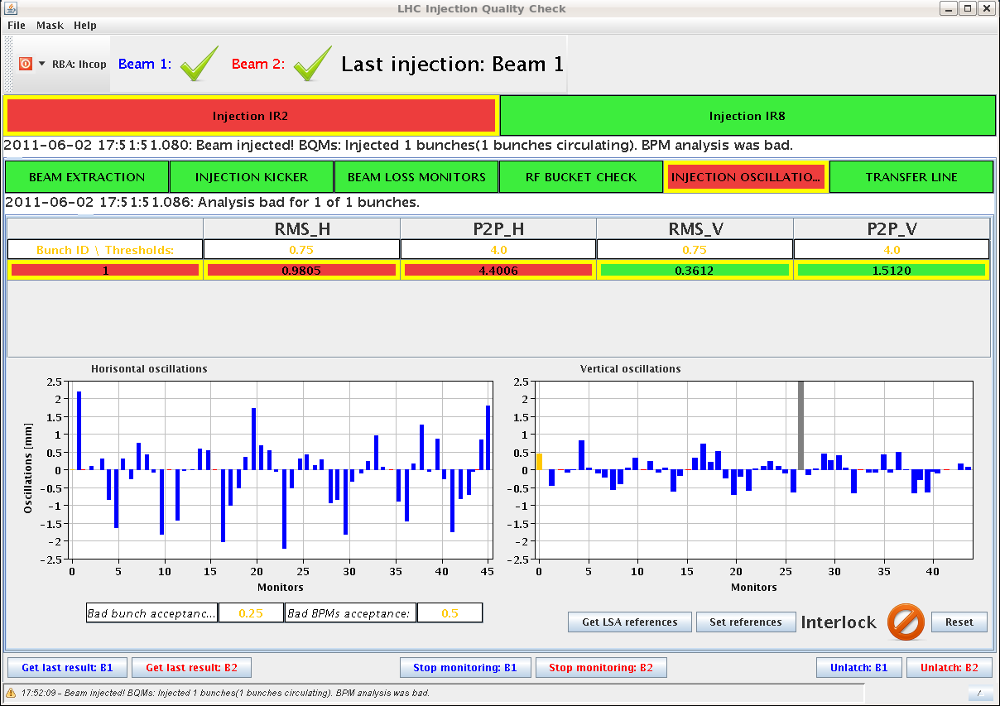 LHC Injection Quality Check
File Mask Help
RBA: lhcop Beam 1: Beam 2: Last injection: Beam 1
Injection IR2 Injection IR8
2011-06-02 17:51:51.080: Beam injected! BQMs: Injected 1 bunches(1 bunches circulating). BPM analysis was bad.
BEAM EXTRACTION INJECTION KICKER BEAM LOSS MONITORS RF BUCKET CHECK INJECTION OSCILLATIO... TRANSFER LINE
2011-06-02 17:51:51.086: Analysis bad for 1 of 1 bunches.
RMS_H P2P_H RMS_V P2P_V
Bunch ID \ Thresholds: 0.75 4.0 0.75 4.0
1 0.9805 4.4006 0.3612 1.5120
Horisontal oscillations
Oscillations [mm]
2.5
2
1.5
1
0.5
0
-0.5
-1
-1.5
-2
-2.5
0 5 10 15 20 25 30 35 40 45
Monitors
Vertical oscillations
2.5
2
1.5
1
0.5
0
-0.5
-1
-1.5
-2
-2.5
0 5 10 15 20 25 30 35 40
Monitors
Bad bunch acceptanc... 0.25 Bad BPMs acceptance: 0.5
Get LSA references Set references Interlock Reset
Get last result: B1 Get last result: B2 Stop monitoring: B1 Stop monitoring: B2 Unlatch: B1 Unlatch: B2
17:52:09 - Beam injected! BQMs: Injected 1 bunches(1 bunches circulating). BPM analysis was bad.